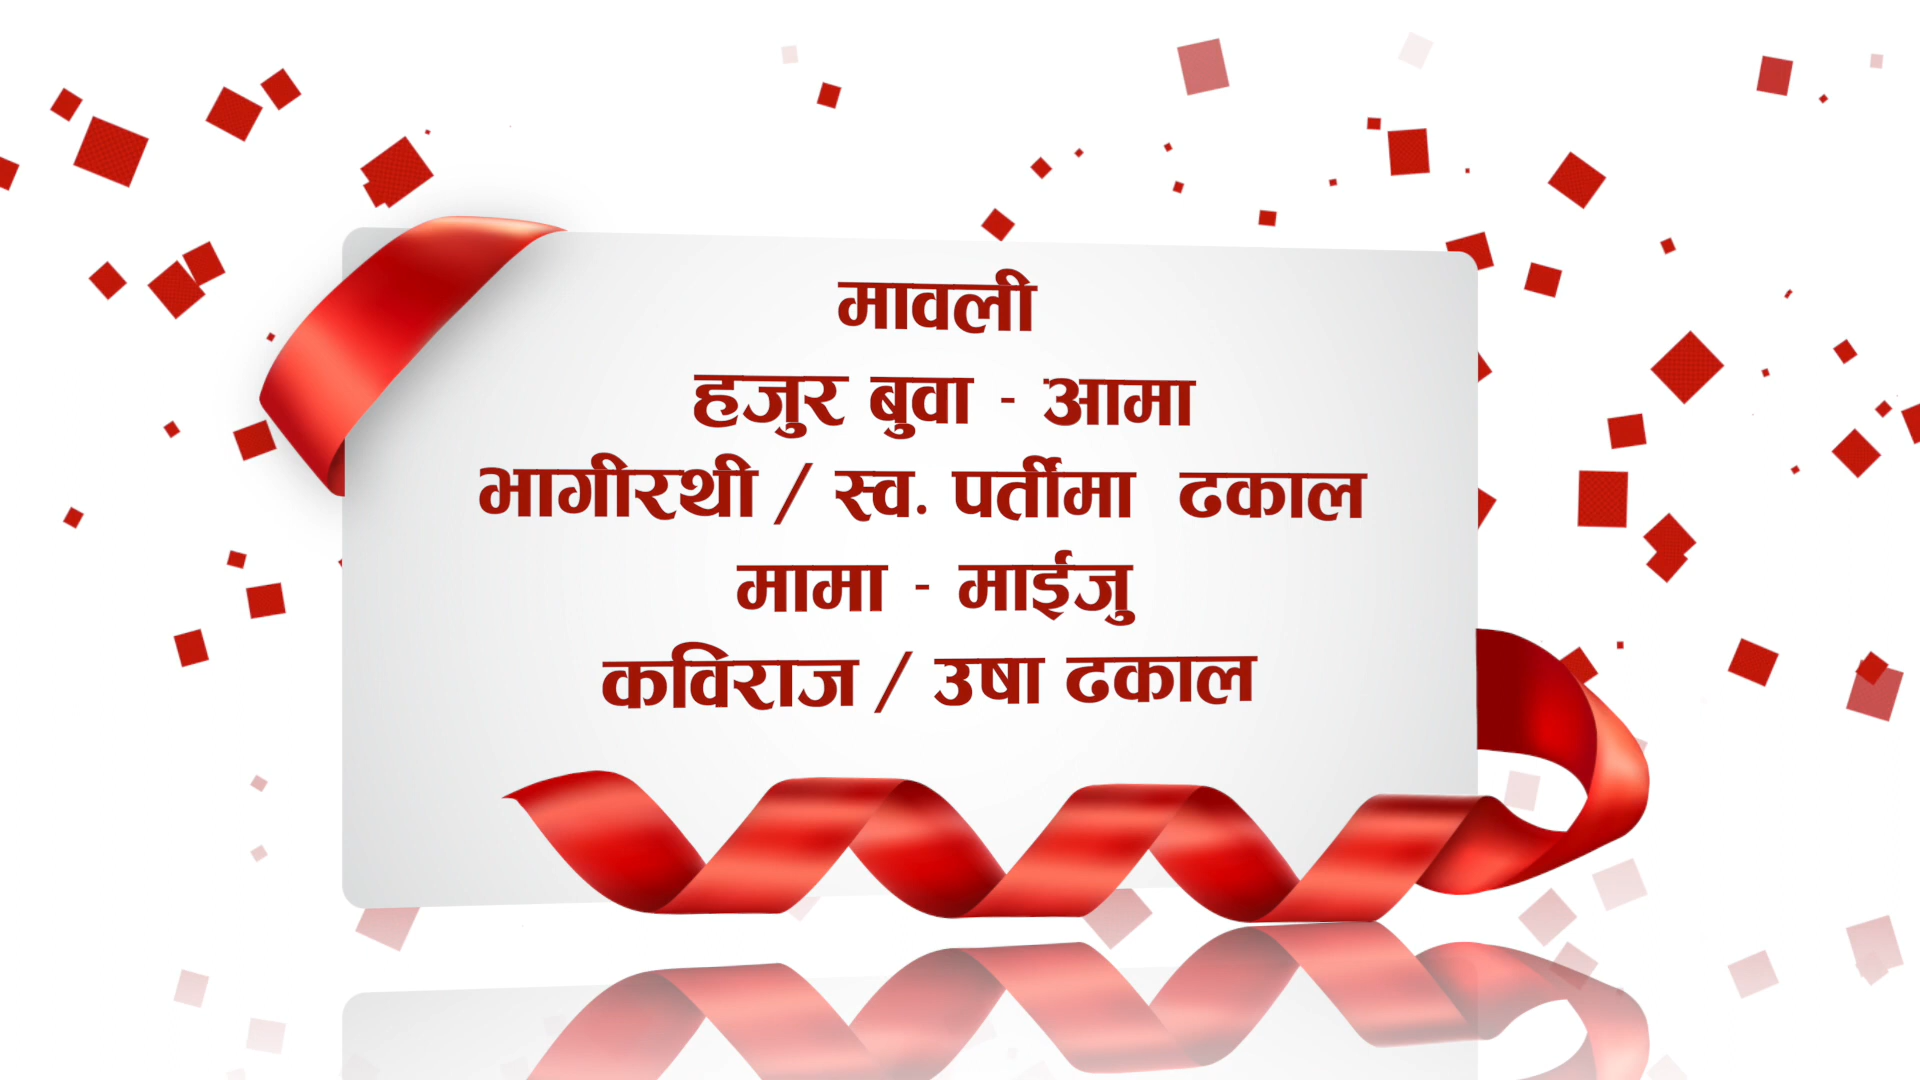 मावली
हजुर बुवा - आमा
भागीरथी / स्व. पर्तीमा ढकाल
मामा - माईजु
कविराज / उषा ढकाल